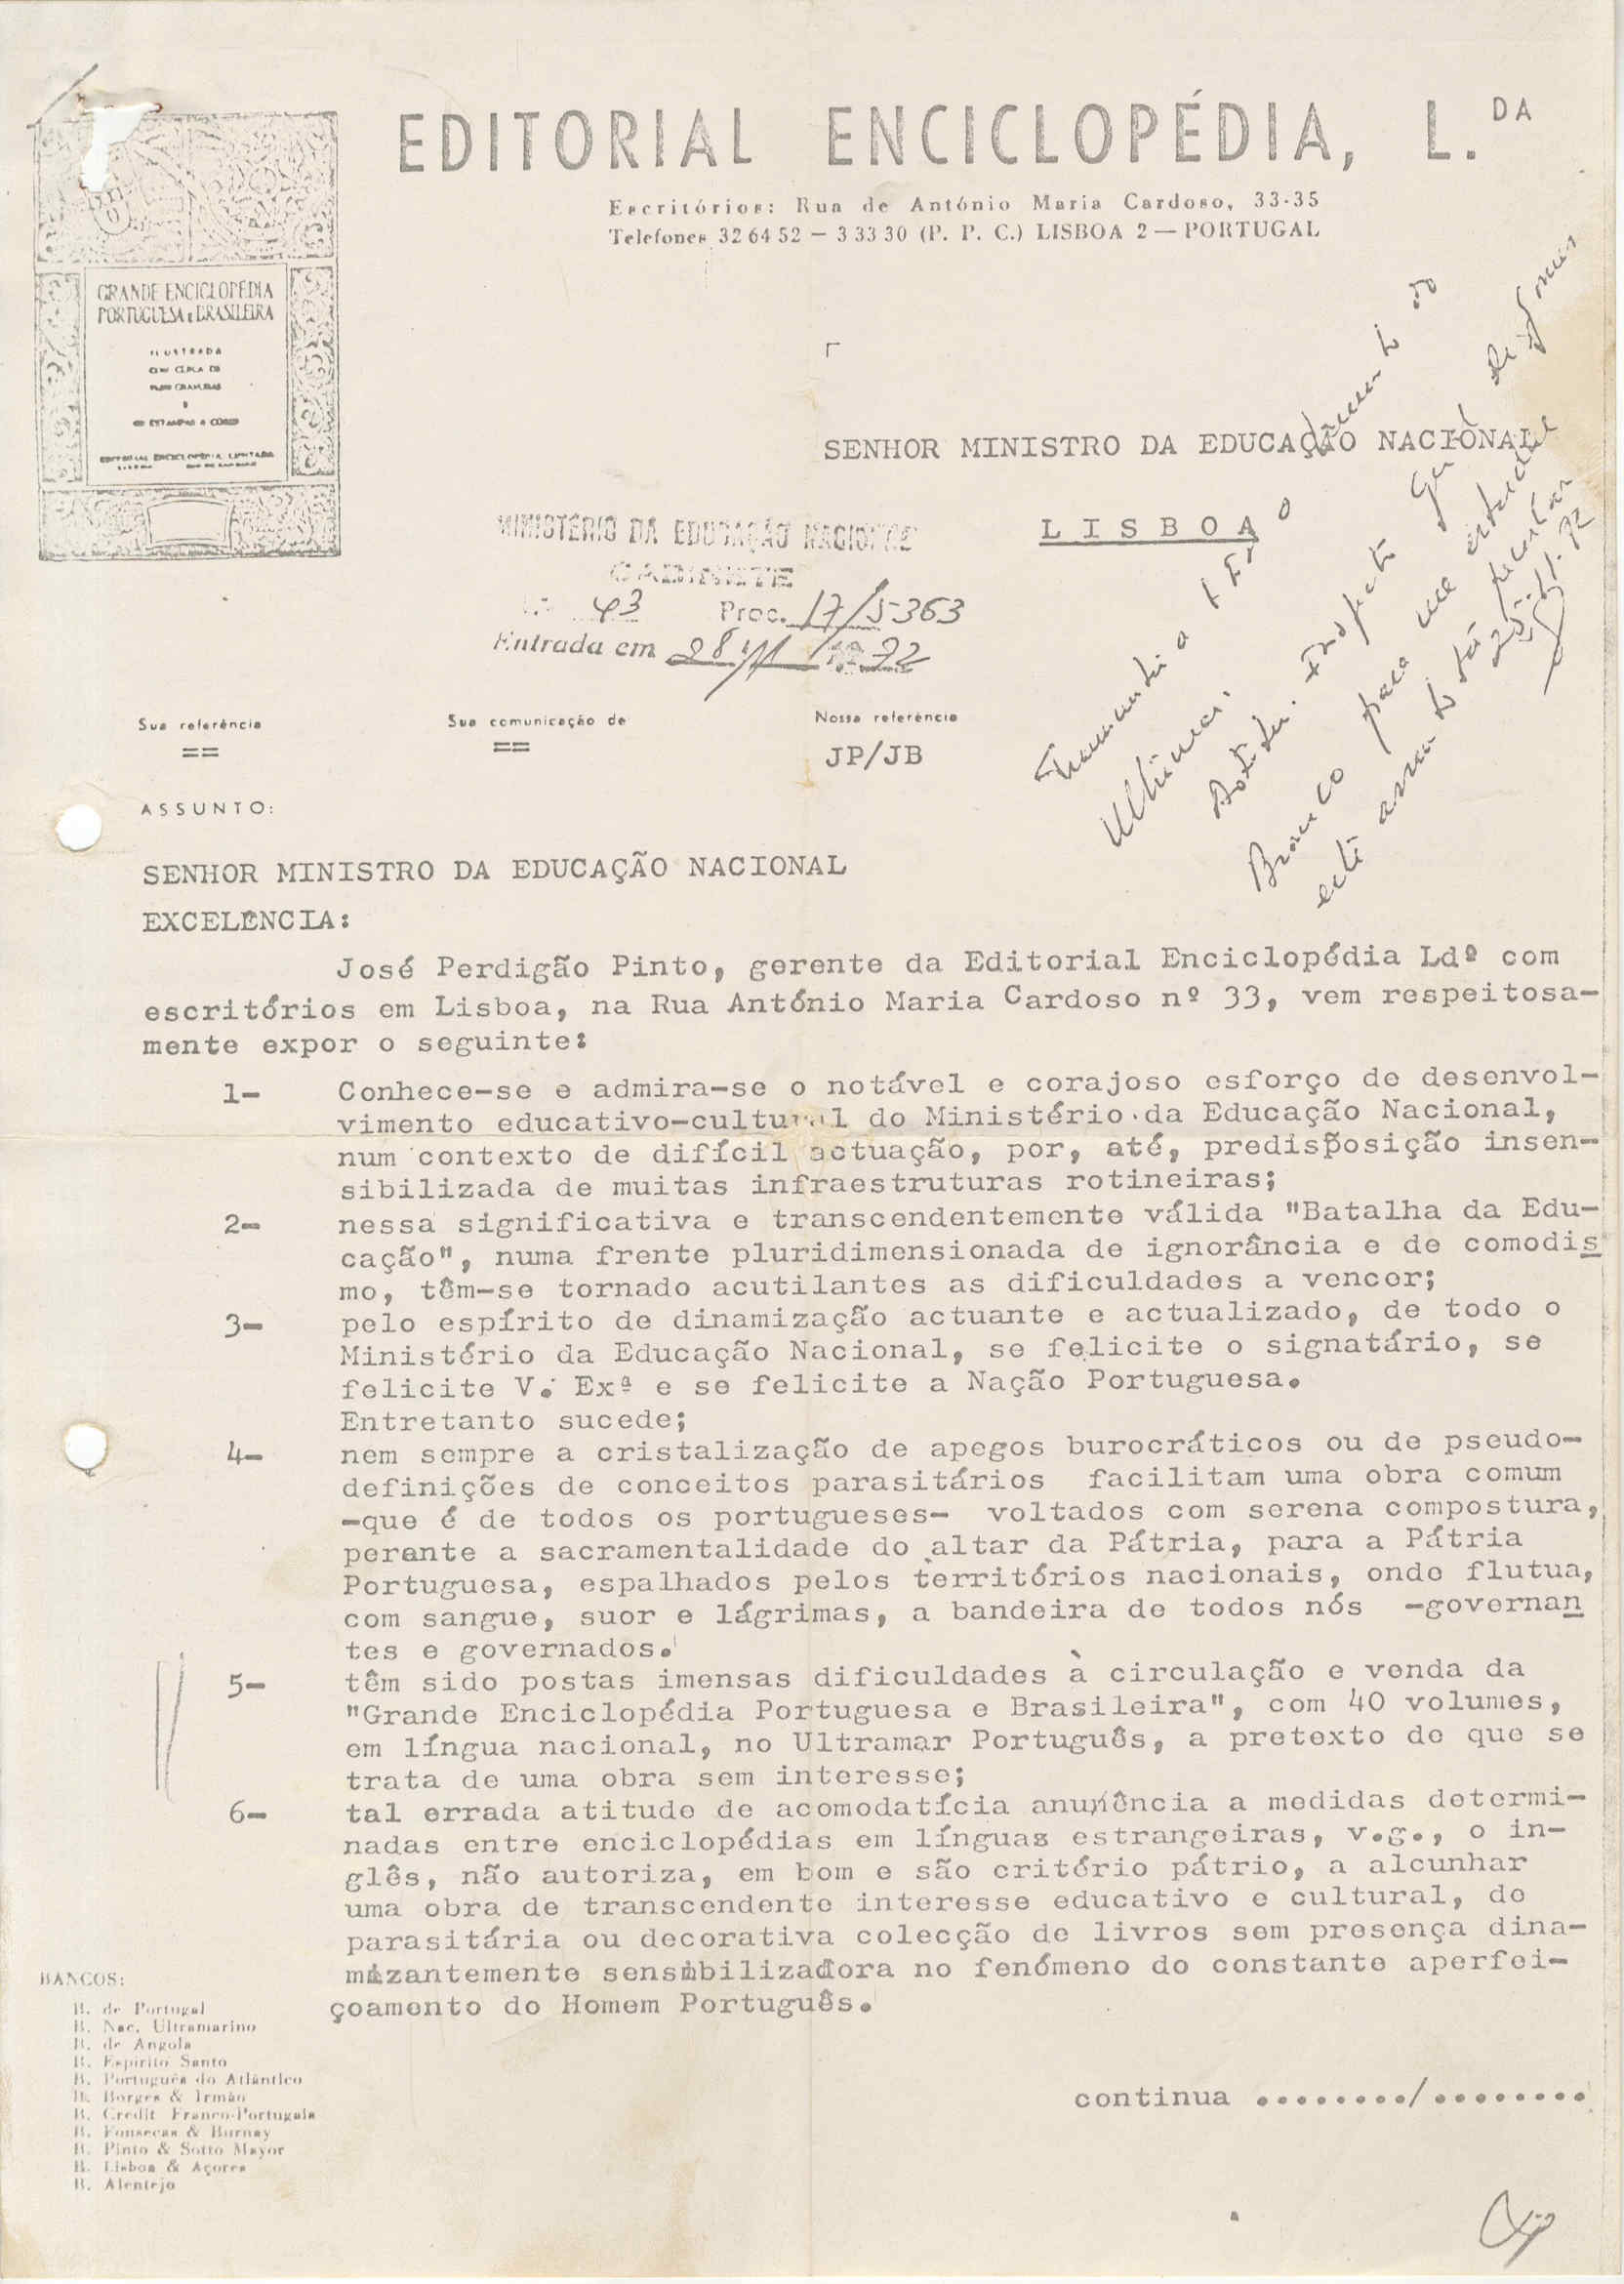 EDITORIAL ENCICLOPÉDIA, L.DA
Escritórios: Rua de António Maria Cardoso, 33-35
Telefones 32 64 52 — 3 33 30 (P. P. C.) LISBOA 2 — PORTUGAL
GRANDE ENCICLOPÉDIA
PORTUGUESA e BRASILEIRA
ILUSTRADA
COM CERCA DE
E
EDITORIAL ENCICLOPÉDIA, LIMITADA
SENHOR MINISTRO DA EDUCAÇÃO NACIONAL
LISBOA
MINISTÉRIO DA EDUCAÇÃO NACIONAL
GABINETE
43 Proc. 17/5363
Entrada em 28/11/1972
Sua referência
==
Sua comunicação de
==
Nossa referência
JP/JB
ASSUNTO:
SENHOR MINISTRO DA EDUCAÇÃO NACIONAL
EXCELÊNCIA:
José Perdigão Pinto, gerente da Editorial Enciclopédia Ldª com
escritórios em Lisboa, na Rua António Maria Cardoso nº 33, vem respeitosa-
mente expor o seguinte:
1- Conhece-se e admira-se o notável e corajoso esforço de desenvol-
vimento educativo-cultural do Ministério da Educação Nacional,
num contexto de difícil actuação, por, até, predisposição insen-
sibilizada de muitas infraestruturas rotineiras;
2- nessa significativa e transcendentemente válida "Batalha da Edu-
cação", numa frente pluridimensionada de ignorância e de comodis
mo, têm-se tornado acutilantes as dificuldades a vencer;
3- pelo espírito de dinamização actuante e actualizado, de todo o
Ministério da Educação Nacional, se felicite o signatário, se
felicite V. Exª e se felicite a Nação Portuguesa.
Entretanto sucede;
4- nem sempre a cristalização de apegos burocráticos ou de pseudo-
definições de conceitos parasitários facilitam uma obra comum
-que é de todos os portugueses- voltados com serena compostura,
perante a sacramentalidade do altar da Pátria, para a Pátria
Portuguesa, espalhados pelos territórios nacionais, onde flutua,
com sangue, suor e lágrimas, a bandeira de todos nós -governan
tes e governados.
5- têm sido postas imensas dificuldades à circulação e venda da
"Grande Enciclopédia Portuguesa e Brasileira", com 40 volumes,
em língua nacional, no Ultramar Português, a pretexto de que se
trata de uma obra sem interesse;
6- tal errada atitude de acomodatícia anuência a medidas determi-
nadas entre enciclopédias em línguas estrangeiras, v.g., o in-
glês, não autoriza, em bom e são critério pátrio, a alcunhar
uma obra de transcendente interesse educativo e cultural, de
parasitária ou decorativa colecção de livros sem presença dina-
mizantemente sensibilizadora no fenómeno do constante aperfei-
çoamento do Homem Português.
BANCOS:
B. de Portugal
B. Nac. Ultramarino
B. de Angola
B. Espírito Santo
B. Português do Atlântico
B. Borges & Irmão
B. Credit Franco-Portugais
B. Fonsecas & Burnay
B. Pinto & Sotto Mayor
B. Lisboa & Açores
B. Alentejo
continua ......../........